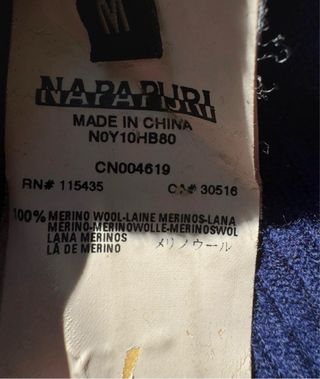 M
NAPAPIJRI
MADE IN CHINA
N0Y10HB80
CN004619
RN# 115435 CA# 30516
100% MERINO WOOL-LAINE MERINOS-LANA
MERINO-MERINOWOLLE-MERINOSWOL
LANA MERINOS メリノウール
LÃ DE MERINO